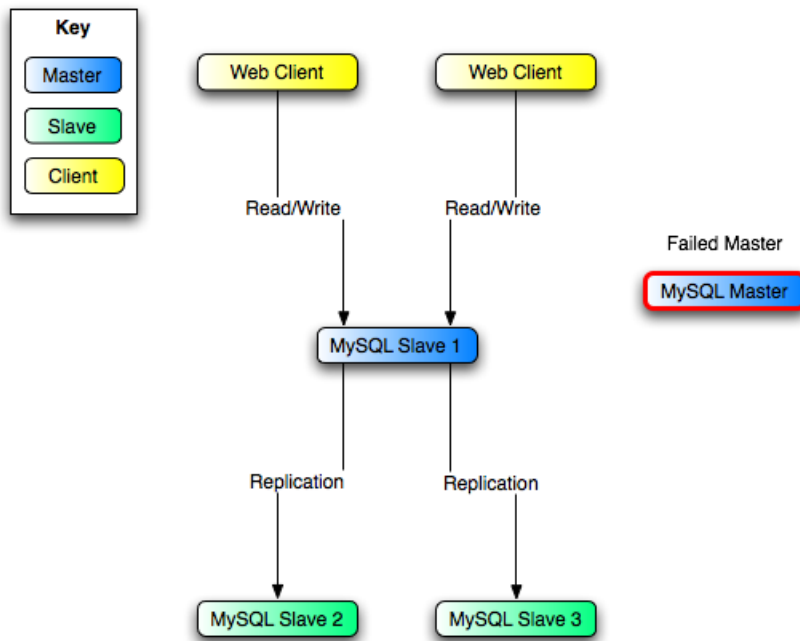 Key
Master
Slave
Client
Web Client
Web Client
Read/Write
Read/Write
Failed Master
MySQL Master
MySQL Slave 1
Replication
Replication
MySQL Slave 2
MySQL Slave 3